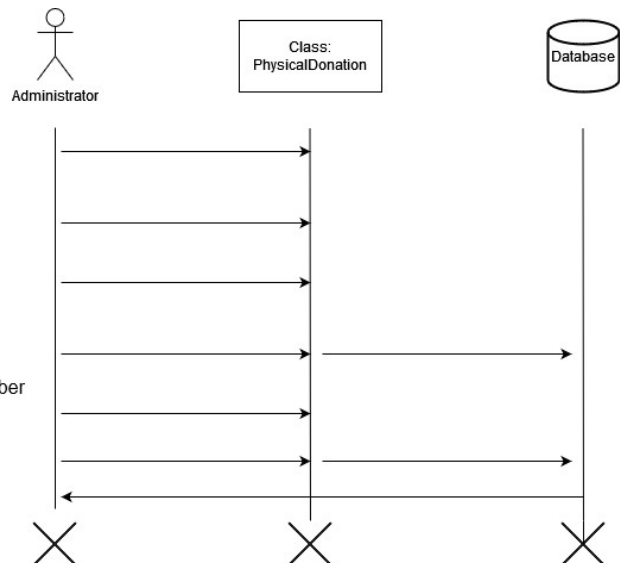 Class:
PhysicalDonation
Database
Administrator
ber